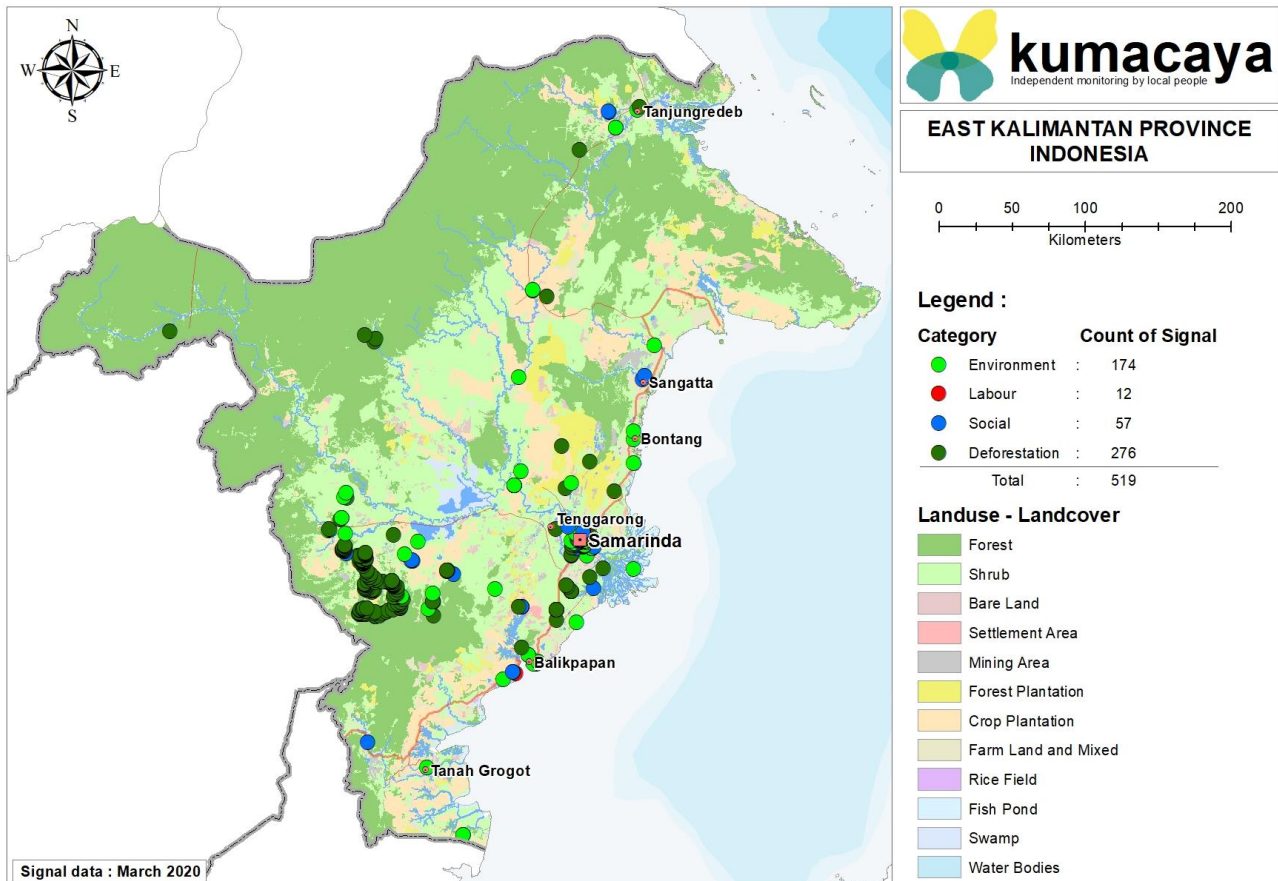 N
W E
S
Tanjungredeb
Sangatta
Bontang
Tenggarong
Samarinda
Balikpapan
Tanah Grogot
Signal data : March 2020
kumacaya
Independent monitoring by local people
EAST KALIMANTAN PROVINCE
INDONESIA
0 50 100 200
Kilometers
Legend :
Category Count of Signal
Environment : 174
Labour : 12
Social : 57
Deforestation : 276
Total : 519
Landuse - Landcover
Forest
Shrub
Bare Land
Settlement Area
Mining Area
Forest Plantation
Crop Plantation
Farm Land and Mixed
Rice Field
Fish Pond
Swamp
Water Bodies